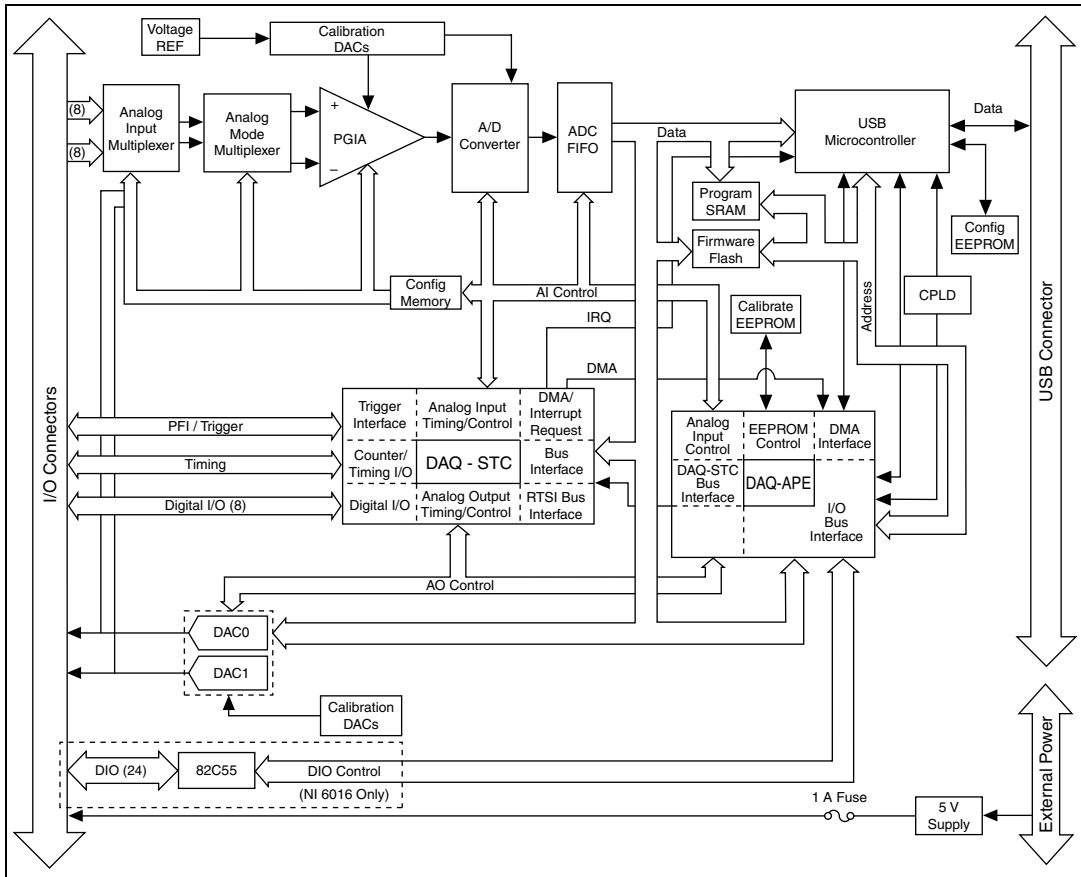 Voltage
REF
Calibration
DACs
(8)
(8)
Analog
Input
Multiplexer
Analog
Mode
Multiplexer
+
PGIA
–
A/D
Converter
ADC
FIFO
Data
USB
Microcontroller
Data
Program
SRAM
Firmware
Flash
Config
EEPROM
Config
Memory
AI Control
Calibrate
EEPROM
Address
CPLD
IRQ
DMA
I/O Connectors
USB Connector
PFI / Trigger
Timing
Digital I/O (8)
Trigger
Interface
Analog Input
Timing/Control
DMA/
Interrupt
Request
Counter/
Timing I/O
DAQ - STC
Bus
Interface
Digital I/O
Analog Output
Timing/Control
RTSI Bus
Interface
Analog
Input
Control
EEPROM
Control
DMA
Interface
DAQ-STC
Bus
Interface
DAQ-APE
I/O
Bus
Interface
AO Control
DAC0
DAC1
Calibration
DACs
DIO (24)
82C55
DIO Control
(NI 6016 Only)
1 A Fuse
5 V
Supply
External Power